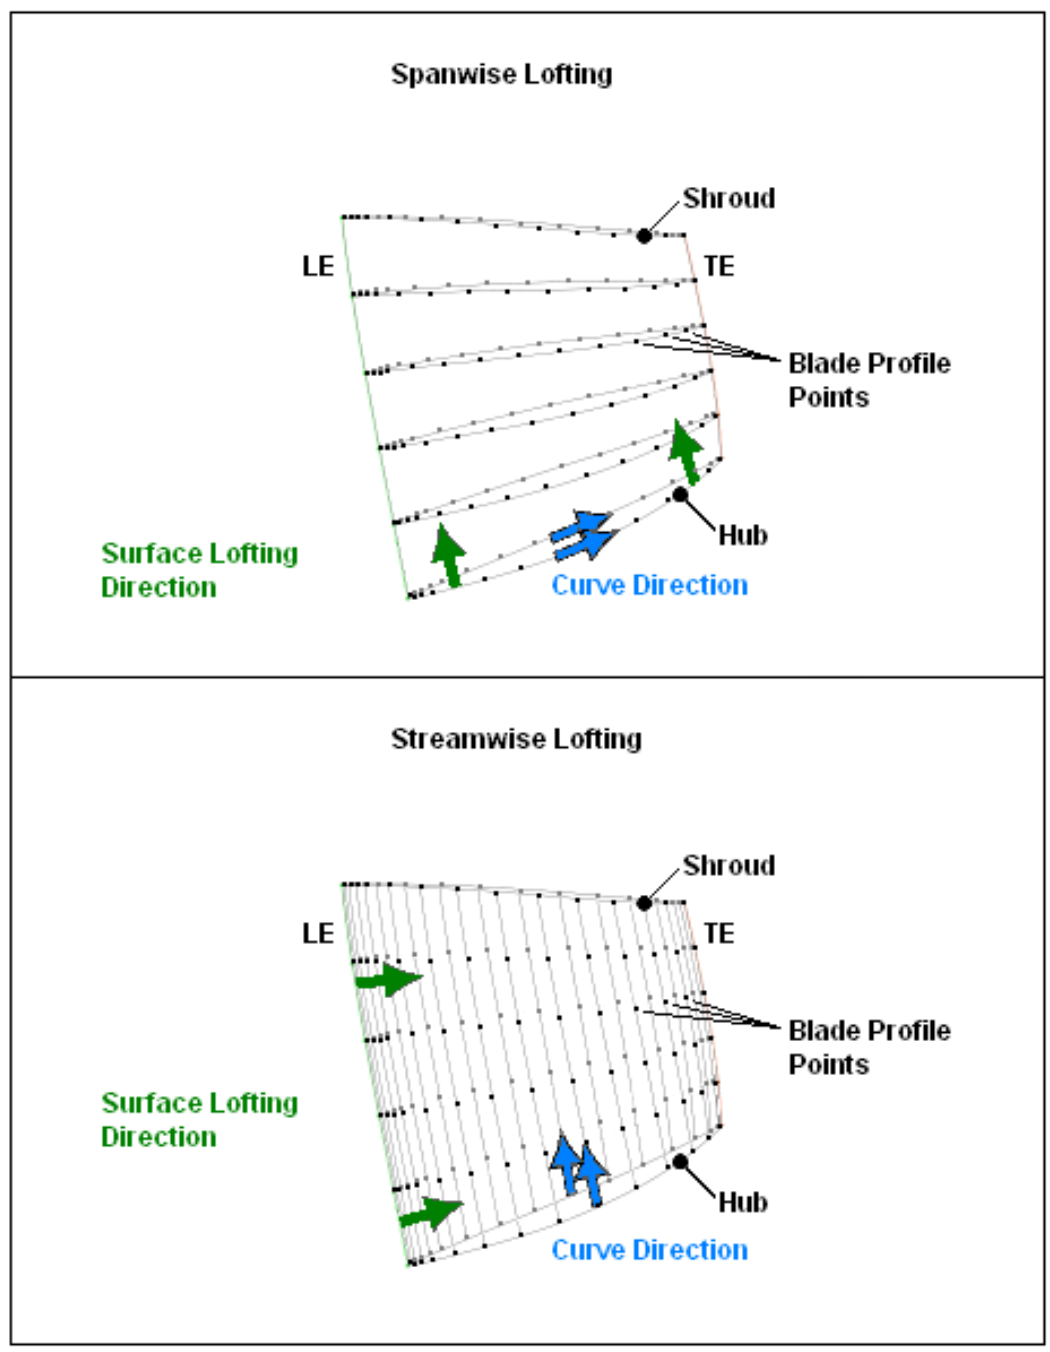 Spanwise Lofting
Shroud
LE
TE
Blade Profile
Points
Hub
Surface Lofting
Direction
Curve Direction
Streamwise Lofting
Shroud
LE
TE
Blade Profile
Points
Surface Lofting
Direction
Hub
Curve Direction